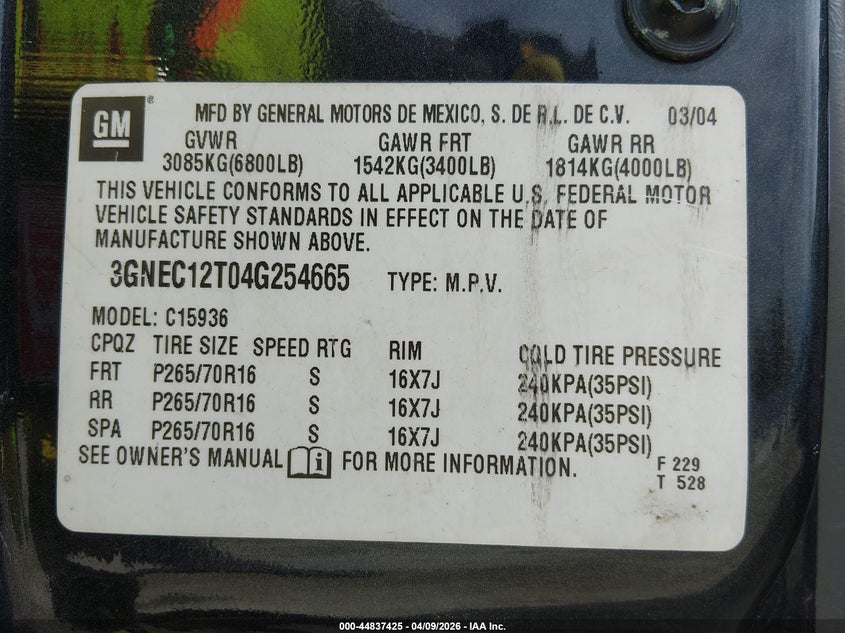 GM ®
MFD BY GENERAL MOTORS DE MEXICO, S. DE R.L. DE C.V. 03/04
GVWR GAWR FRT GAWR RR
3085KG(6800LB) 1542KG(3400LB) 1814KG(4000LB)
THIS VEHICLE CONFORMS TO ALL APPLICABLE U.S. FEDERAL MOTOR
VEHICLE SAFETY STANDARDS IN EFFECT ON THE DATE OF
MANUFACTURE SHOWN ABOVE.
3GNEC12T04G254665 TYPE: M.P.V.
MODEL: C15936
CPQZ TIRE SIZE SPEED RTG RIM COLD TIRE PRESSURE
FRT P265/70R16 S 16X7J 240KPA(35PSI)
RR P265/70R16 S 16X7J 240KPA(35PSI)
SPA P265/70R16 S 16X7J 240KPA(35PSI)
SEE OWNER'S MANUAL i FOR MORE INFORMATION.
F 229
T 528
000-44837425 - 04/09/2026 - IAA Inc.